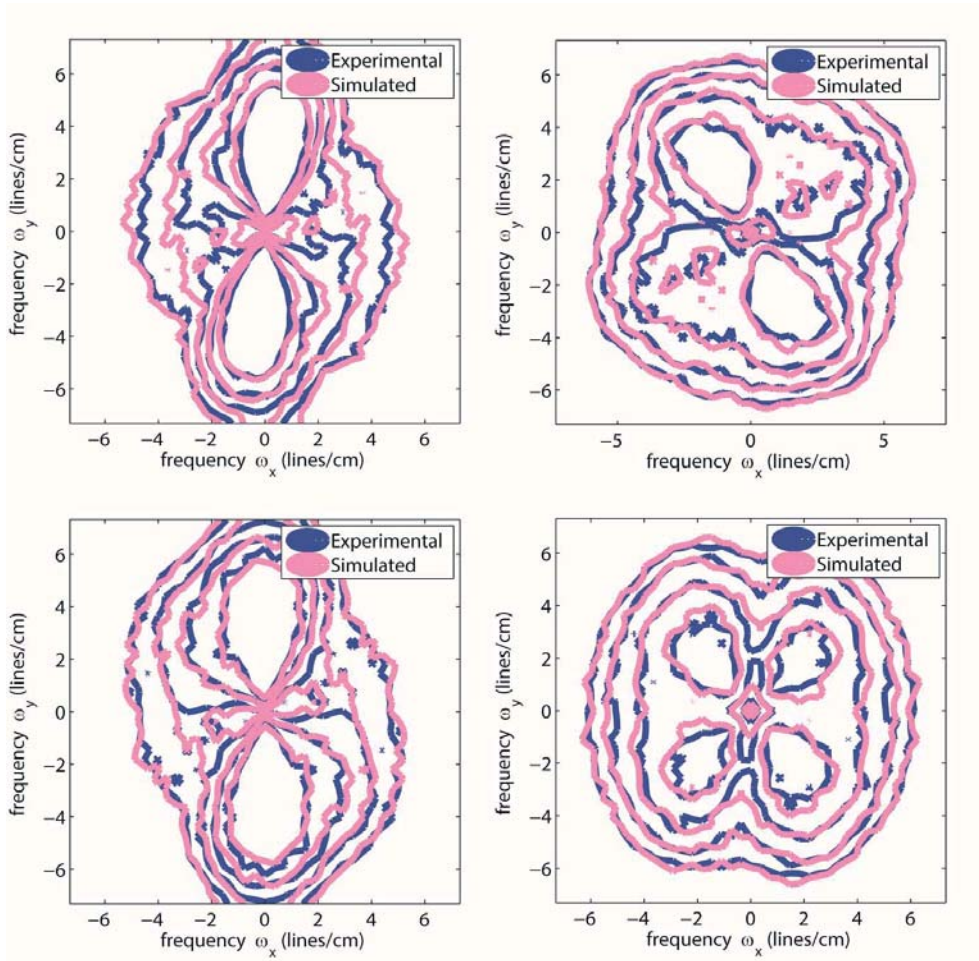 Experimental
Simulated
frequency ω_y (lines/cm)
6
4
2
0
−2
−4
−6
−6 −4 −2 0 2 4 6
frequency ω_x (lines/cm)
Experimental
Simulated
frequency ω_y (lines/cm)
6
4
2
0
−2
−4
−6
−5 0 5
frequency ω_x (lines/cm)
Experimental
Simulated
frequency ω_y (lines/cm)
6
4
2
0
−2
−4
−6
−6 −4 −2 0 2 4 6
frequency ω_x (lines/cm)
Experimental
Simulated
frequency ω_y (lines/cm)
6
4
2
0
−2
−4
−6
−6 −4 −2 0 2 4 6
frequency ω_x (lines/cm)